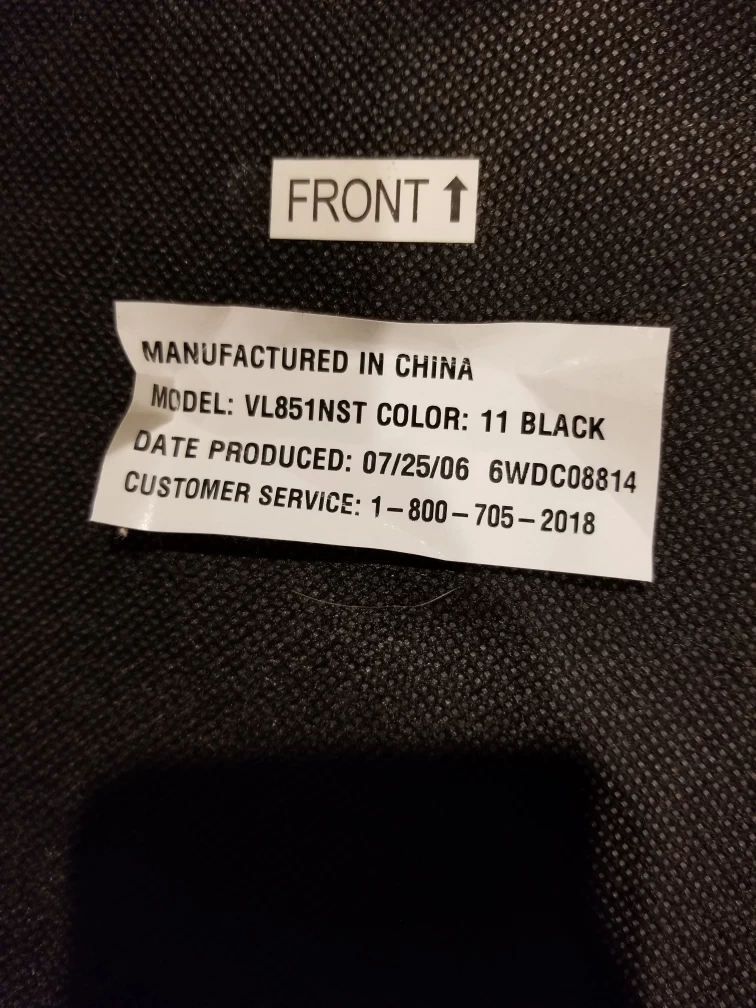 FRONT ↑
MANUFACTURED IN CHINA
MODEL: VL851NST COLOR: 11 BLACK
DATE PRODUCED: 07/25/06 6WDC08814
CUSTOMER SERVICE: 1-800-705-2018